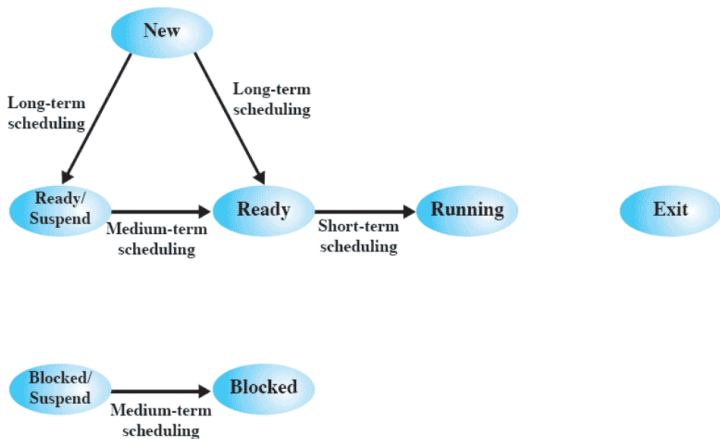 New
Long-term
scheduling
Long-term
scheduling
Ready/
Suspend
Ready
Running
Exit
Medium-term
scheduling
Short-term
scheduling
Blocked/
Suspend
Blocked
Medium-term
scheduling